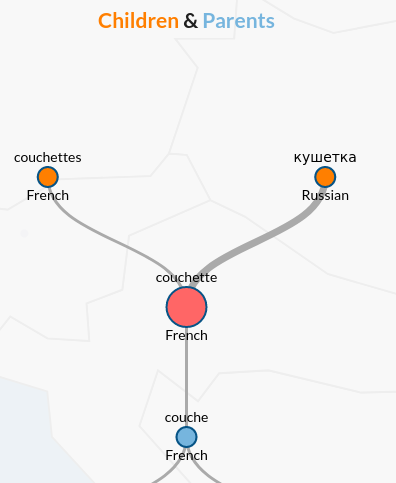 Children & Parents
couchettes
French
кушетка
Russian
couchette
French
couche
French